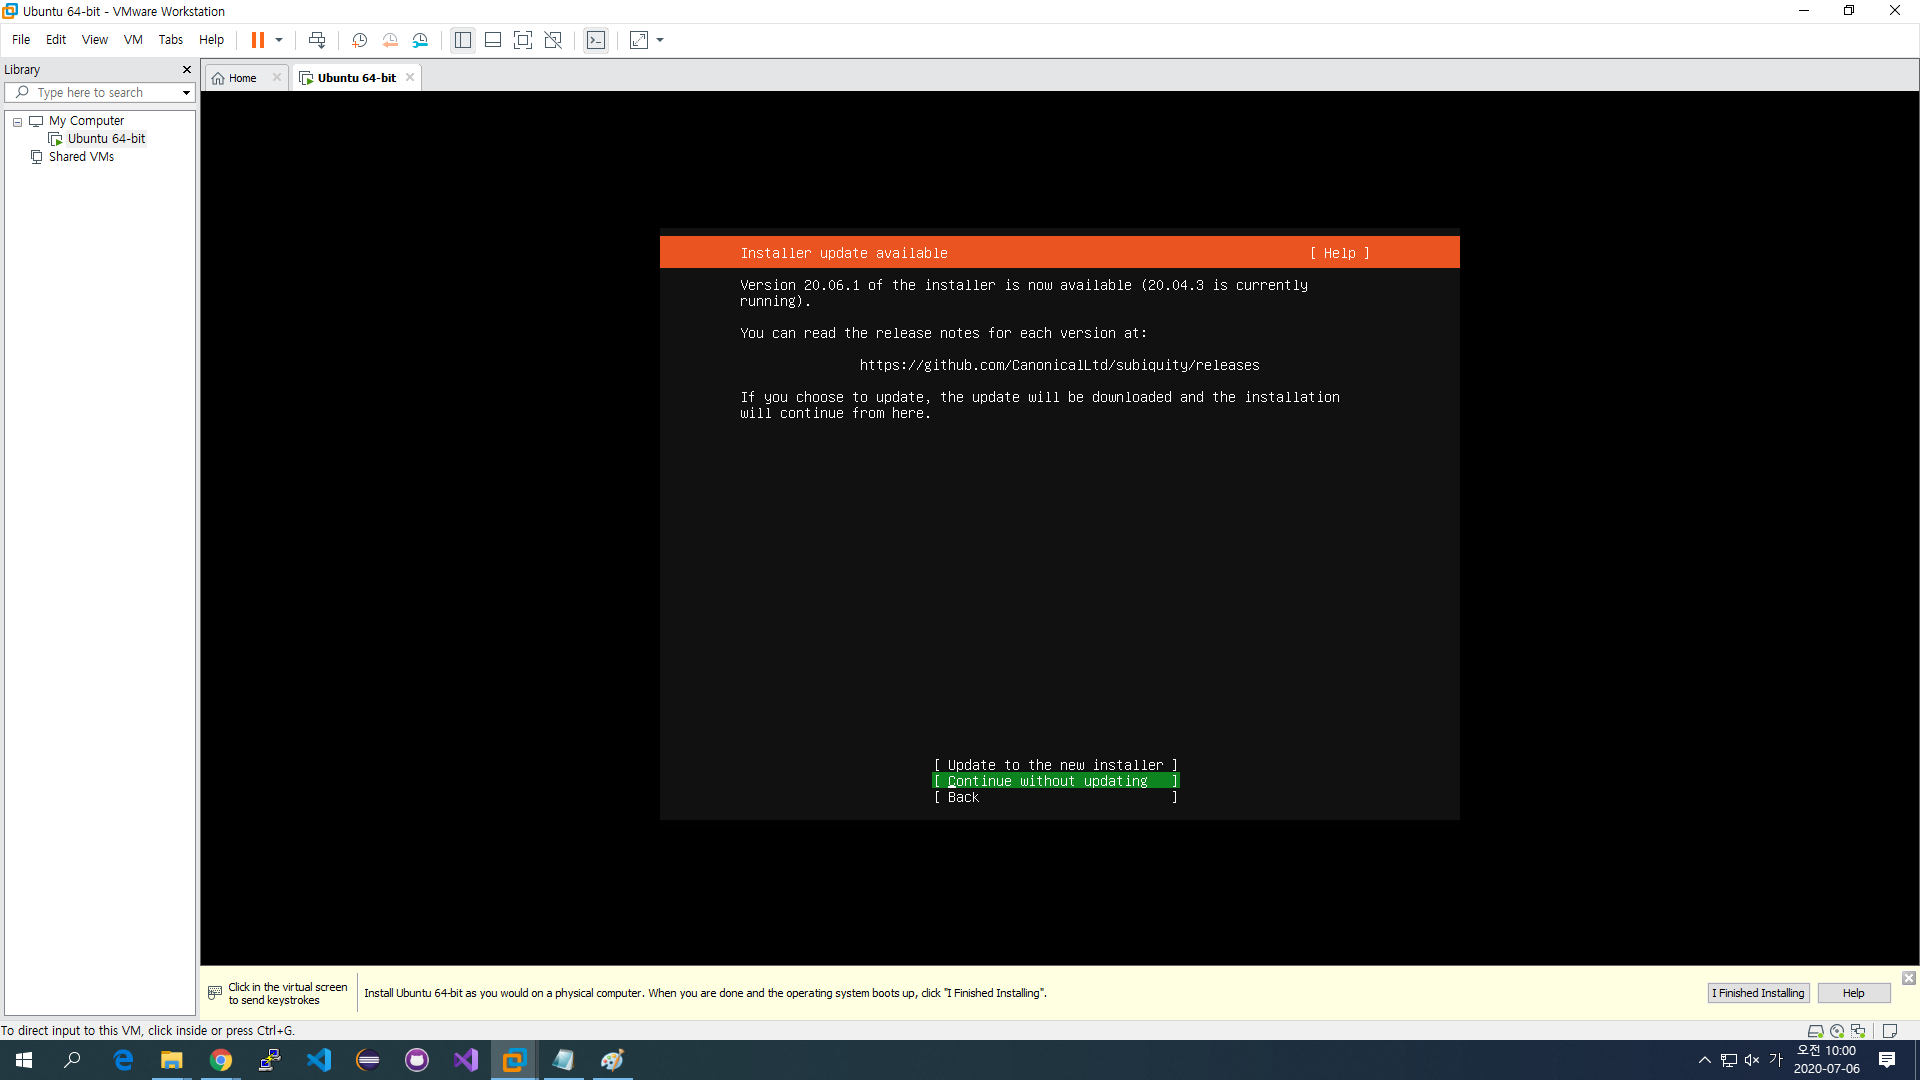 Ubuntu 64-bit - VMware Workstation
File Edit View VM Tabs Help
Library
Type here to search
My Computer
Ubuntu 64-bit
Shared VMs
Home
Ubuntu 64-bit
Installer update available [ Help ]
Version 20.06.1 of the installer is now available (20.04.3 is currently
running).
You can read the release notes for each version at:
https://github.com/CanonicalLtd/subiquity/releases
If you choose to update, the update will be downloaded and the installation
will continue from here.
[ Update to the new installer ]
[ Continue without updating ]
[ Back ]
Click in the virtual screen
to send keystrokes
Install Ubuntu 64-bit as you would on a physical computer. When you are done and the operating system boots up, click "I Finished Installing".
I Finished Installing
Help
To direct input to this VM, click inside or press Ctrl+G.
가
오전 10:00
2020-07-06